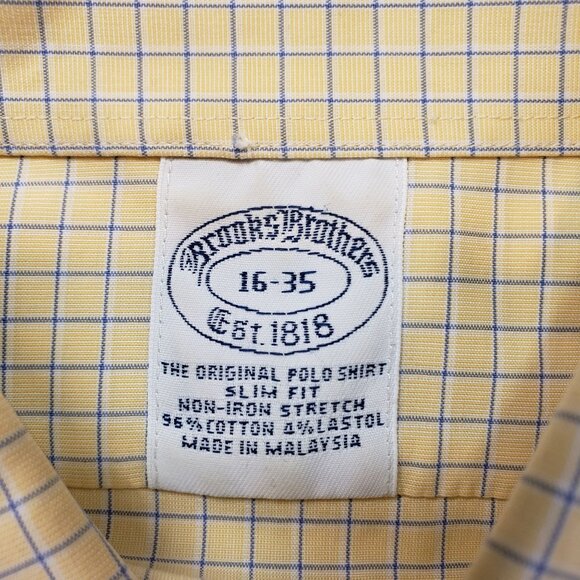 Brooks Brothers
16-35
Est. 1818
THE ORIGINAL POLO SHIRT
SLIM FIT
NON-IRON STRETCH
96% COTTON 4% LASTOL
MADE IN MALAYSIA